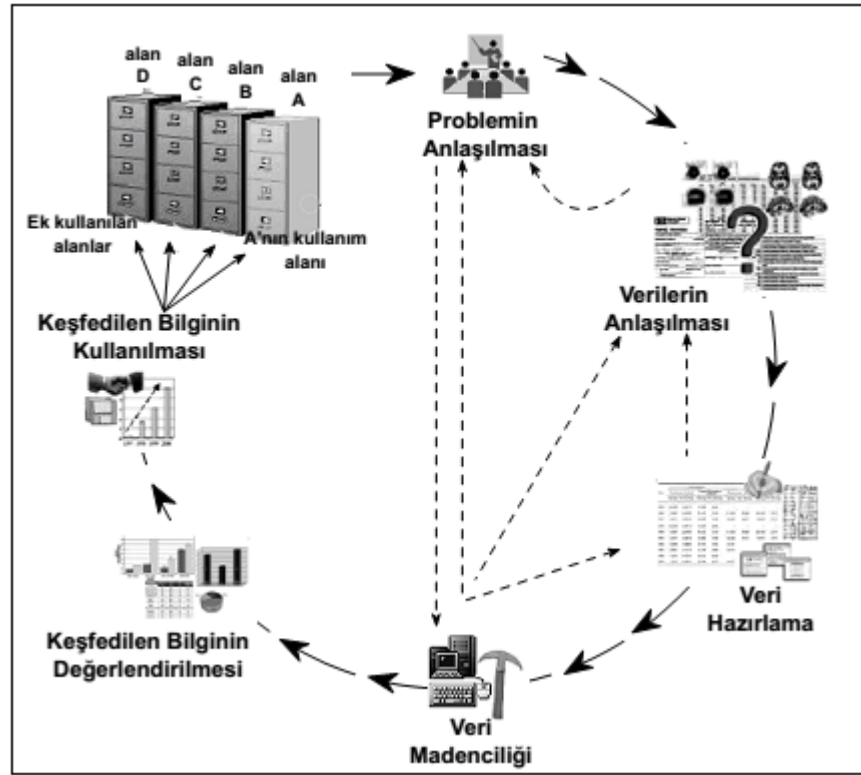 alan
D
alan
C
alan
B
alan
A
Problemin
Anlaşılması
Ek kullanılan
alanlar
A'nın kullanım
alanı
Verilerin
Anlaşılması
Keşfedilen Bilginin
Kullanılması
Veri
Hazırlama
Keşfedilen Bilginin
Değerlendirilmesi
Veri
Madenciliği